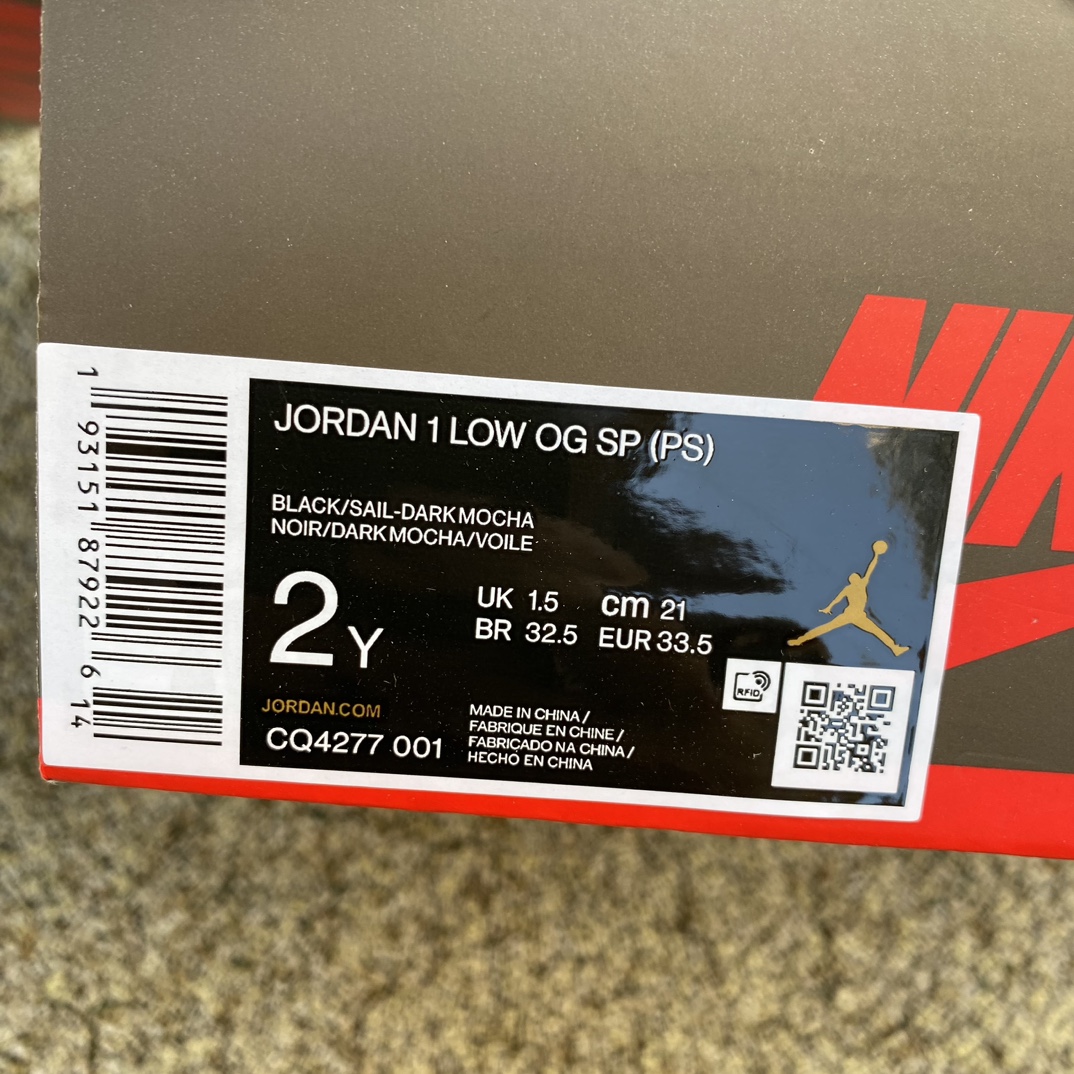 JORDAN 1 LOW OG SP (PS)
BLACK/SAIL-DARK MOCHA
NOIR/DARK MOCHA/VOILE
2Y
UK 1.5 cm 21
BR 32.5 EUR 33.5
JORDAN.COM
CQ4277 001
MADE IN CHINA /
FABRIQUE EN CHINE /
FABRICADO NA CHINA /
HECHO EN CHINA
RFID
1 93151 87922 6 14